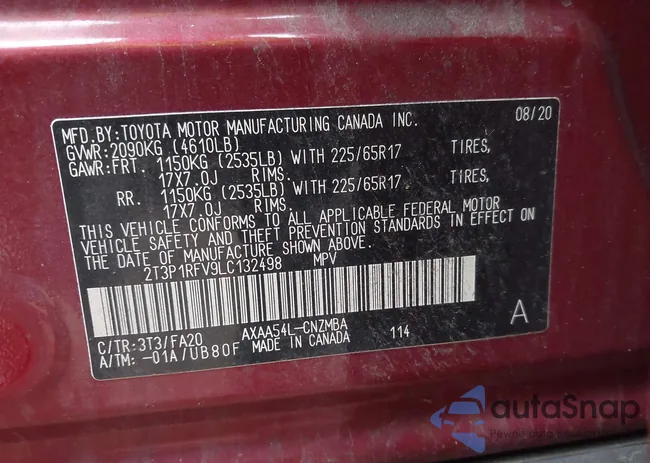 MFD.BY:TOYOTA MOTOR MANUFACTURING CANADA INC. 08/20
GVWR:2090KG (4610LB)
GAWR:FRT. 1150KG (2535LB) WITH 225/65R17 TIRES,
17X7.0J RIMS.
RR. 1150KG (2535LB) WITH 225/65R17 TIRES,
17X7.0J RIMS.
THIS VEHICLE CONFORMS TO ALL APPLICABLE FEDERAL MOTOR
VEHICLE SAFETY AND THEFT PREVENTION STANDARDS IN EFFECT ON
THE DATE OF MANUFACTURE SHOWN ABOVE.
2T3P1RFV9LC132498 MPV
C/TR:3T3/FA20 AXAA54L-CNZMBA 114 A
A/TM: -01A/UB80F MADE IN CANADA
autaSnap